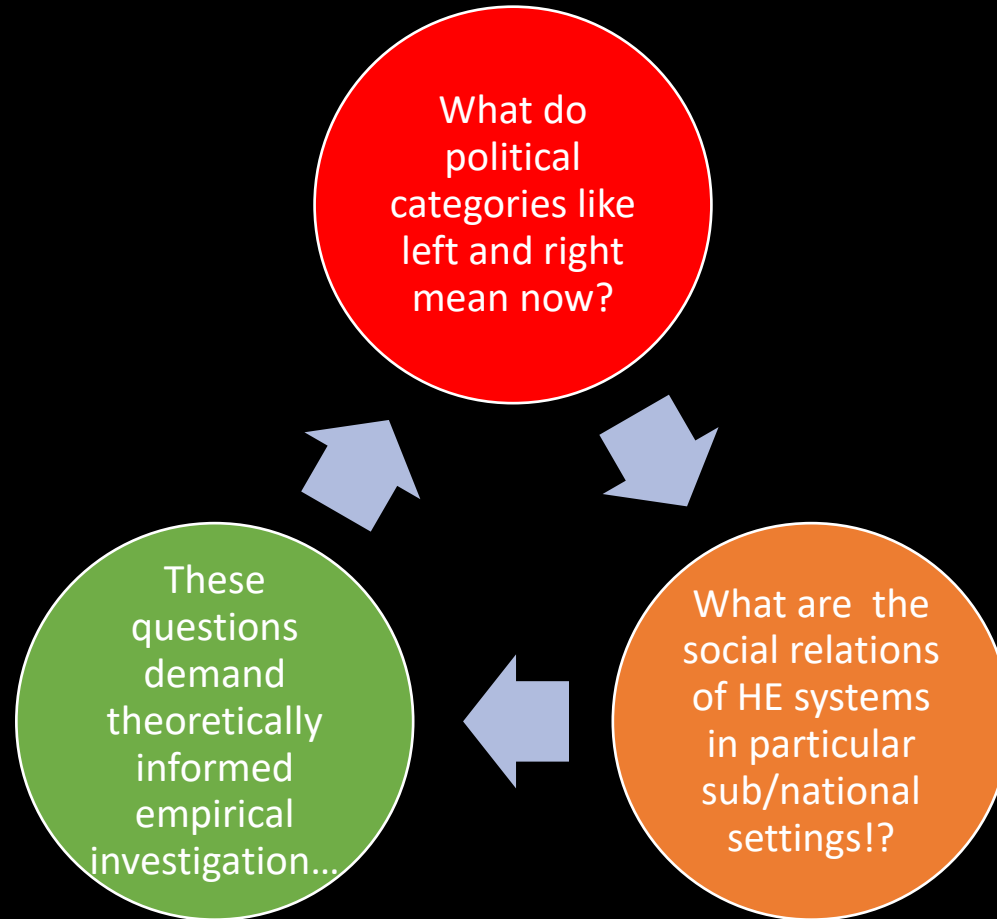 What do
political
categories like
left and right
mean now?
What are  the
social relations
of HE systems
in particular
sub/national
settings!?
These
questions
demand
theoretically
informed
empirical
investigation…